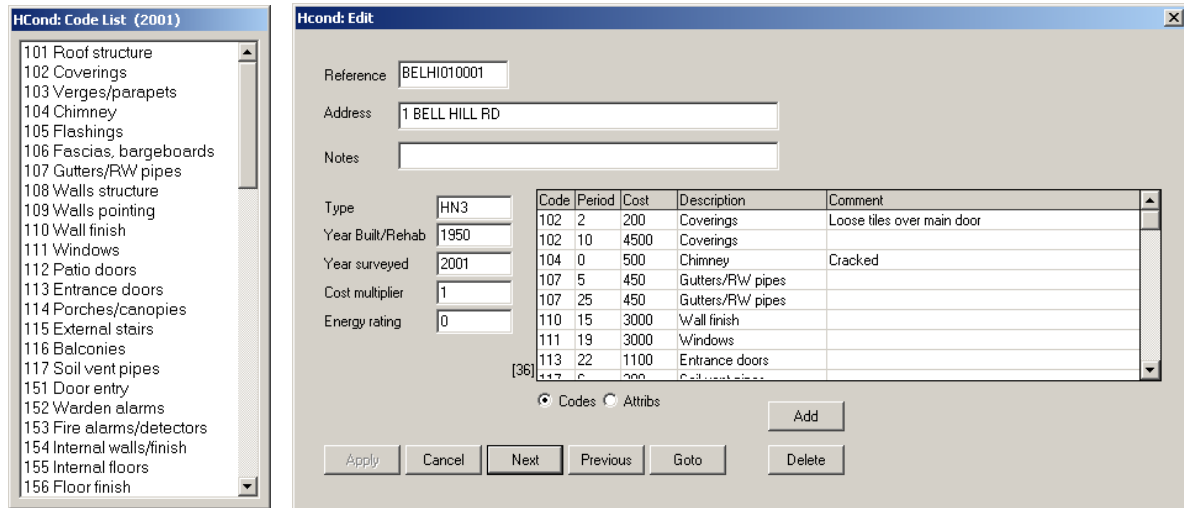 HCond: Code List (2001)
101 Roof structure
102 Coverings
103 Verges/parapets
104 Chimney
105 Flashings
106 Fascias, bargeboards
107 Gutters/RW pipes
108 Walls structure
109 Walls pointing
110 Wall finish
111 Windows
112 Patio doors
113 Entrance doors
114 Porches/canopies
115 External stairs
116 Balconies
117 Soil vent pipes
151 Door entry
152 Warden alarms
153 Fire alarms/detectors
154 Internal walls/finish
155 Internal floors
156 Floor finish
Hcond: Edit
Reference BELHI010001
Address 1 BELL HILL RD
Notes
Type HN3
Year Built/Rehab 1950
Year surveyed 2001
Cost multiplier 1
Energy rating 0
Code Period Cost Description Comment
102 2 200 Coverings Loose tiles over main door
102 10 4500 Coverings
104 0 500 Chimney Cracked
107 5 450 Gutters/RW pipes
107 25 450 Gutters/RW pipes
110 15 3000 Wall finish
111 19 3000 Windows
113 22 1100 Entrance doors
[36]
Codes Attribs
Add
Apply Cancel Next Previous Goto Delete